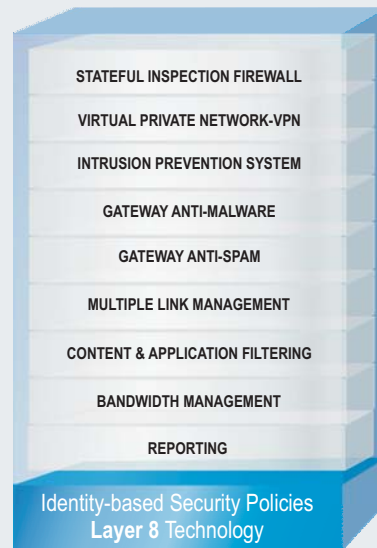 STATEFUL INSPECTION FIREWALL
VIRTUAL PRIVATE NETWORK-VPN
INTRUSION PREVENTION SYSTEM
GATEWAY ANTI-MALWARE
GATEWAY ANTI-SPAM
MULTIPLE LINK MANAGEMENT
CONTENT & APPLICATION FILTERING
BANDWIDTH MANAGEMENT
REPORTING
Identity-based Security Policies
Layer 8 Technology